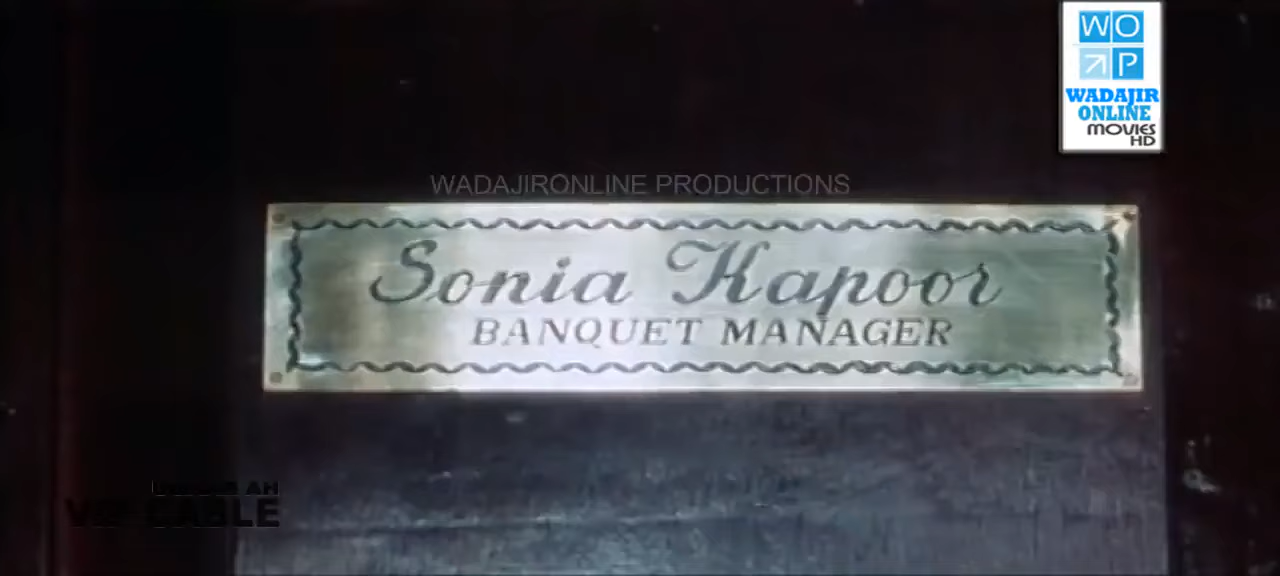 WO
P
WADAJIR
ONLINE
MOVIES
HD
WADAJIRONLINE PRODUCTIONS
Sonia Kapoor
BANQUET MANAGER